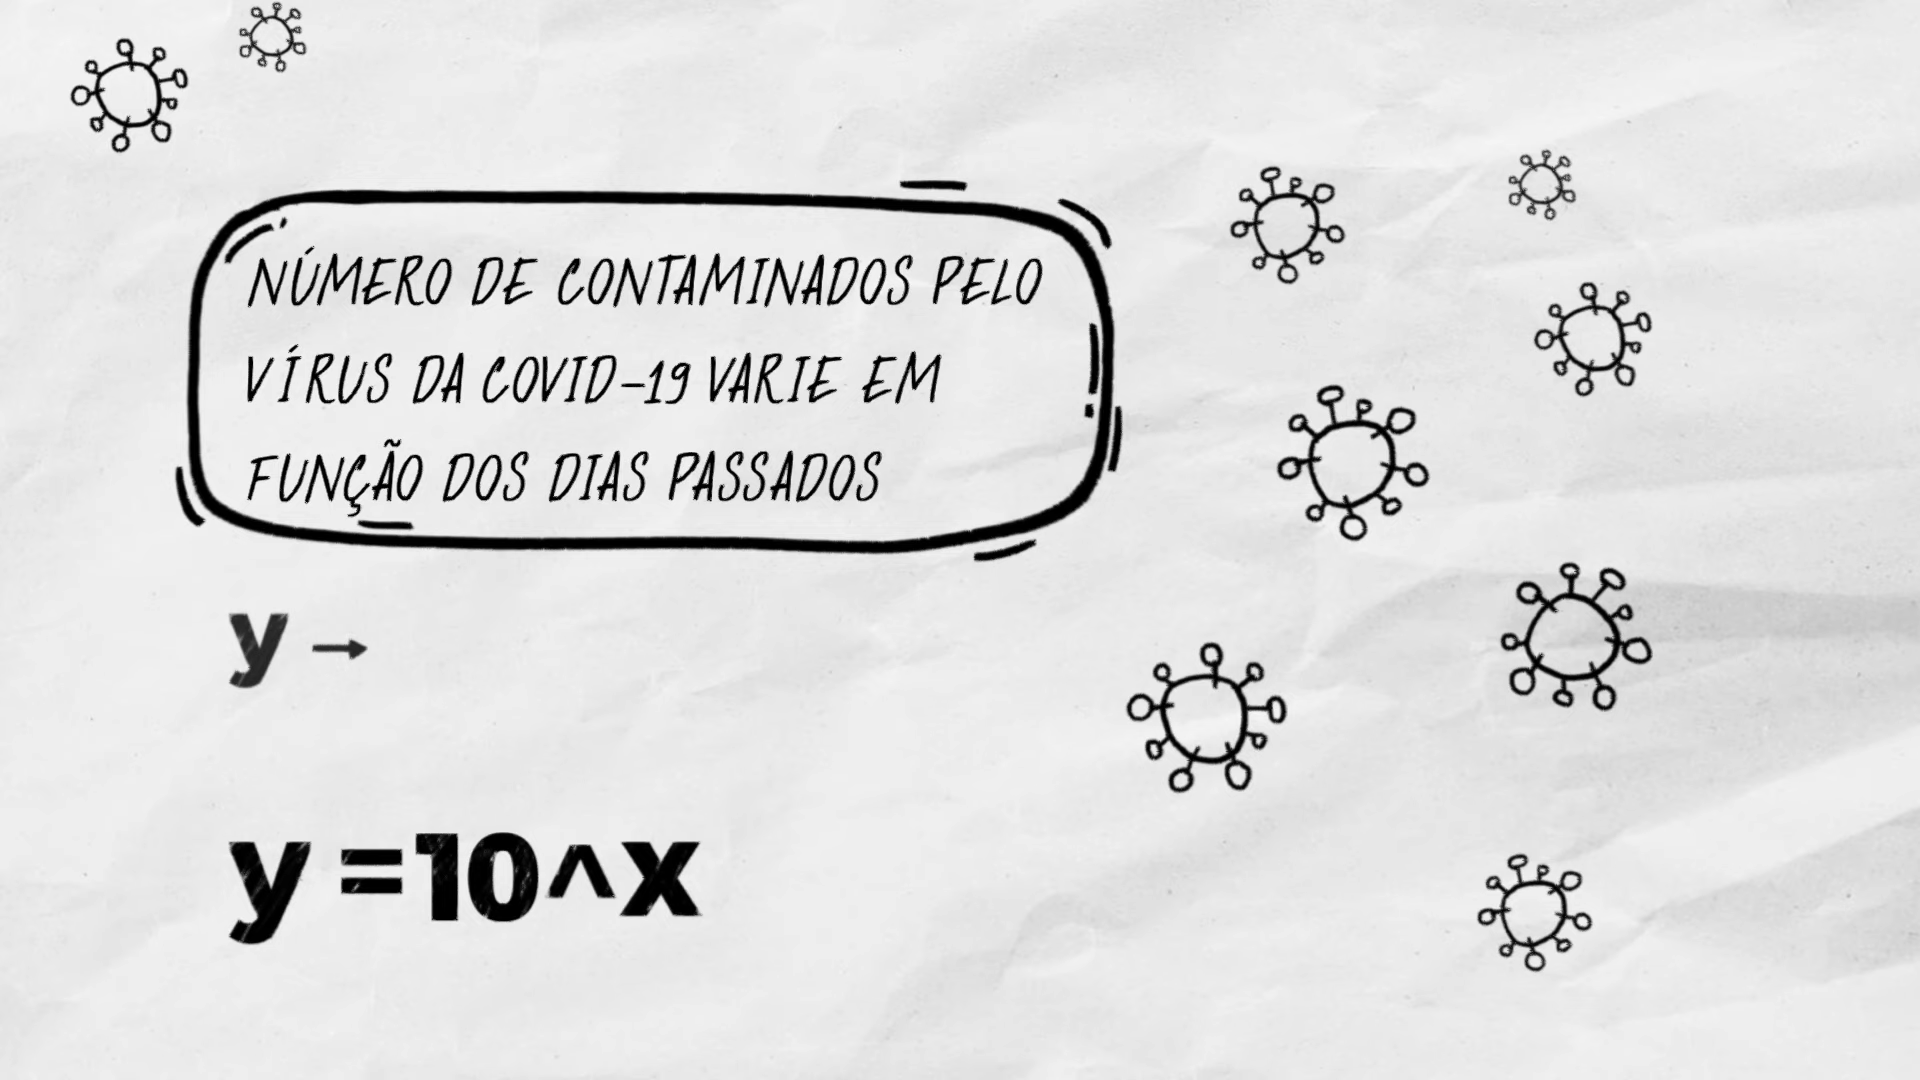 NÚMERO DE CONTAMINADOS PELO
VÍRUS DA COVID-19 VARIE EM
FUNÇÃO DOS DIAS PASSADOS
y →
y =10^x